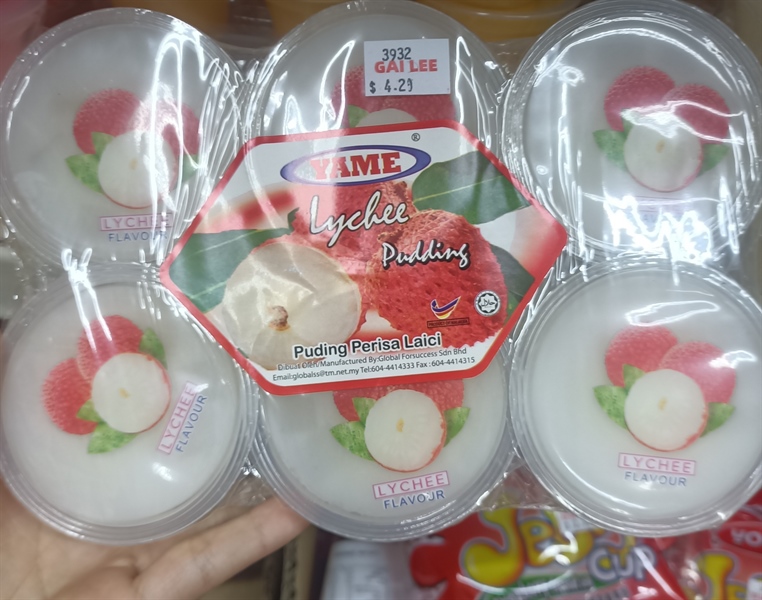 3932
GAI LEE
$ 4.29
YAME®
Lychee
Pudding
Puding Perisa Laici
Dibuat Oleh/Manufactured By:Global Forsuccess Sdn Bhd
Email:globalss@tm.net.my Tel:604-4414333 Fax :604-4414315
LYCHEE
FLAVOUR
LYCHEE
FLAVOUR
LYCHEE
FLAVOUR
LYCHEE
FLAVOUR
CUP
YO